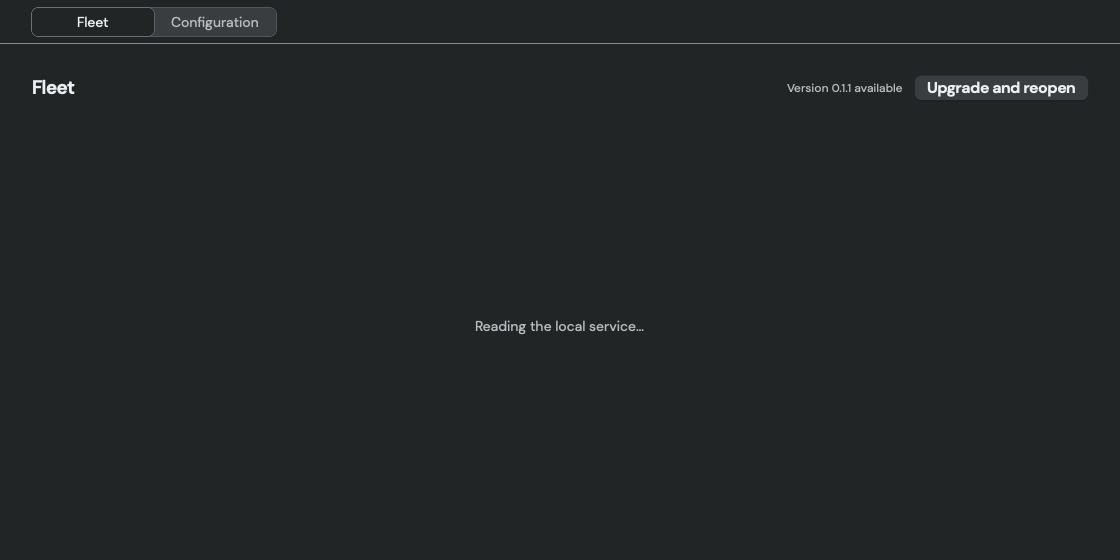 Fleet
Configuration
Fleet
Version 0.1.1 available
Upgrade and reopen
Reading the local service...